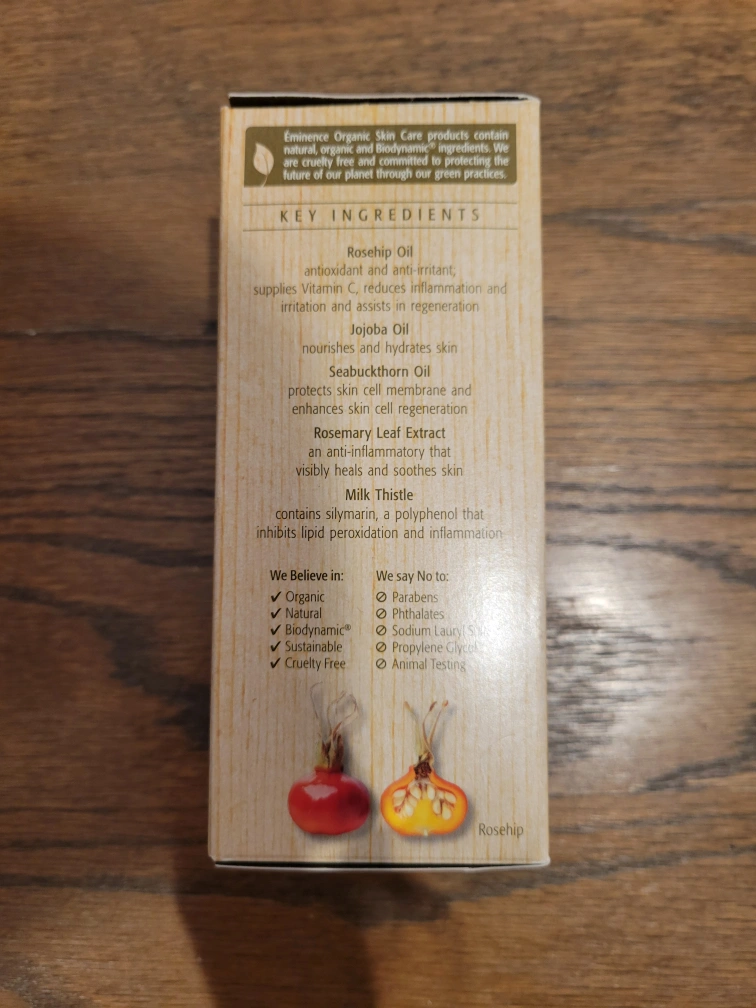 Éminence Organic Skin Care products contain
natural, organic and Biodynamic® ingredients. We
are cruelty free and committed to protecting the
future of our planet through our green practices.
KEY INGREDIENTS
Rosehip Oil
antioxidant and anti-irritant;
supplies Vitamin C, reduces inflammation and
irritation and assists in regeneration
Jojoba Oil
nourishes and hydrates skin
Seabuckthorn Oil
protects skin cell membrane and
enhances skin cell regeneration
Rosemary Leaf Extract
an anti-inflammatory that
visibly heals and soothes skin
Milk Thistle
contains silymarin, a polyphenol that
inhibits lipid peroxidation and inflammation
We Believe in:
✔ Organic
✔ Natural
✔ Biodynamic®
✔ Sustainable
✔ Cruelty Free
We say No to:
⊘ Parabens
⊘ Phthalates
⊘ Sodium Lauryl
⊘ Propylene Glycol
⊘ Animal Testing
Rosehip